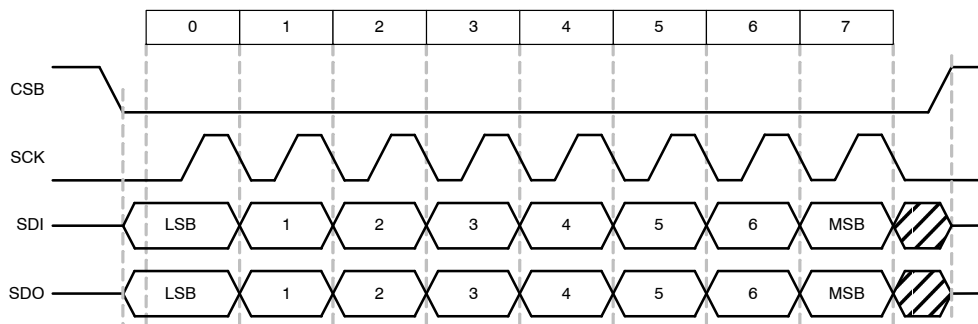 0 1 2 3 4 5 6 7
CSB
SCK
SDI LSB 1 2 3 4 5 6 MSB
SDO LSB 1 2 3 4 5 6 MSB